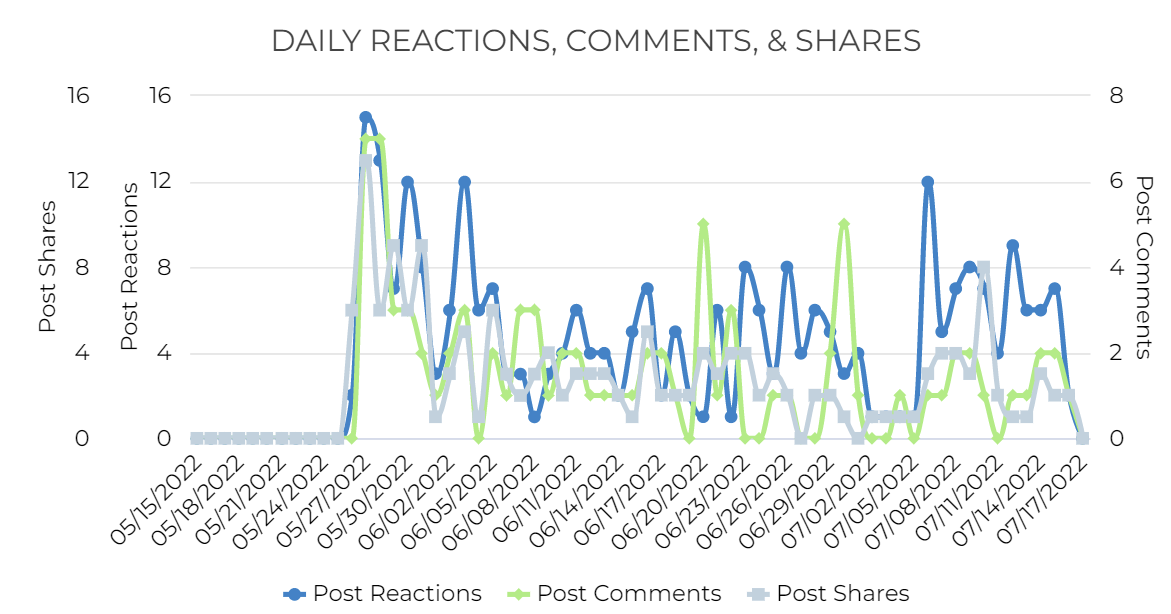 DAILY REACTIONS, COMMENTS, & SHARES
16 16 8
12 12 6
8 8 4
4 4 2
0 0 0
Post Shares
Post Reactions
Post Comments
05/15/2022 05/18/2022 05/21/2022 05/24/2022 05/27/2022 05/30/2022 06/02/2022 06/05/2022 06/08/2022 06/11/2022 06/14/2022 06/17/2022 06/20/2022 06/23/2022 06/26/2022 06/29/2022 07/02/2022 07/05/2022 07/08/2022 07/11/2022 07/14/2022 07/17/2022
Post Reactions Post Comments Post Shares